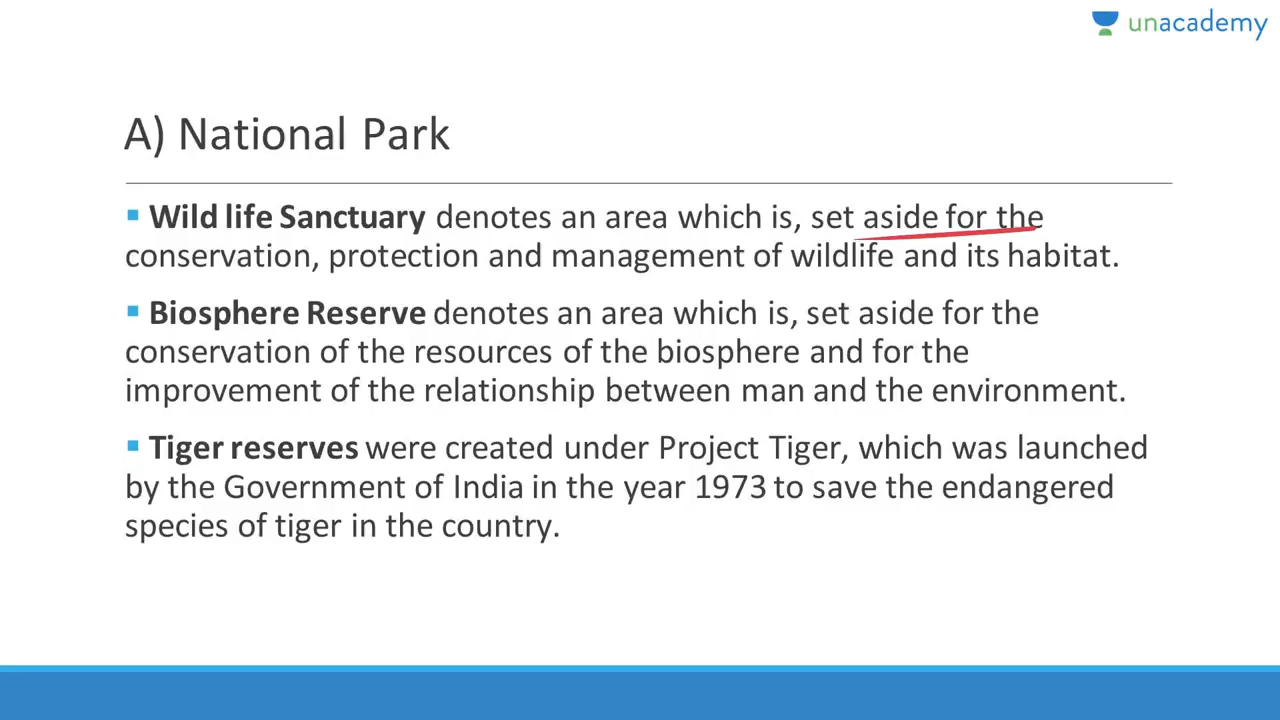 unacademy
A) National Park
▪ Wild life Sanctuary denotes an area which is, set aside for the
conservation, protection and management of wildlife and its habitat.
▪ Biosphere Reserve denotes an area which is, set aside for the
conservation of the resources of the biosphere and for the
improvement of the relationship between man and the environment.
▪ Tiger reserves were created under Project Tiger, which was launched
by the Government of India in the year 1973 to save the endangered
species of tiger in the country.